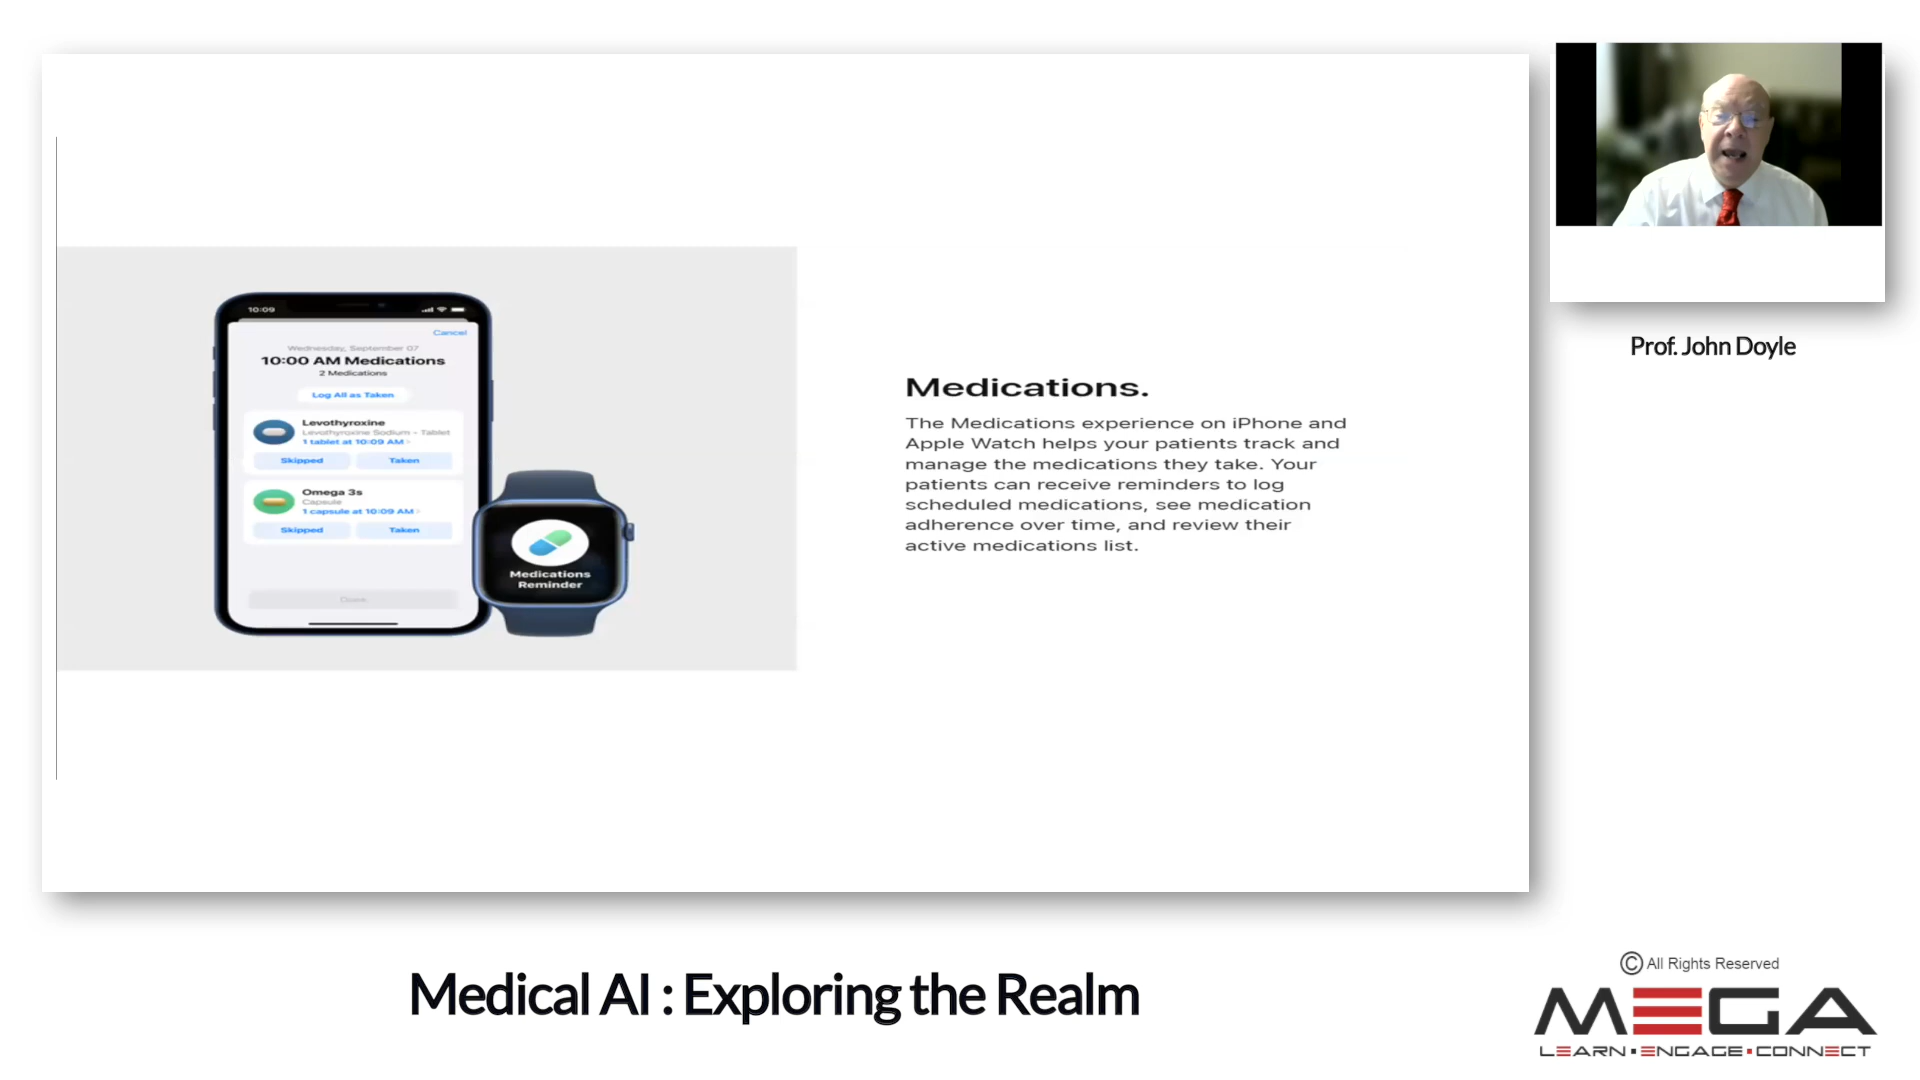 10:09
Cancel
Wednesday, September 07
10:00 AM Medications
2 Medications
Log All as Taken
Levothyroxine
Levothyroxine Sodium - Tablet
1 tablet at 10:09 AM >
Skipped Taken
Omega 3s
Capsule
1 capsule at 10:09 AM >
Skipped Taken
Done
Medications
Reminder
Medications.
The Medications experience on iPhone and
Apple Watch helps your patients track and
manage the medications they take. Your
patients can receive reminders to log
scheduled medications, see medication
adherence over time, and review their
active medications list.
Prof. John Doyle
Medical AI : Exploring the Realm
© All Rights Reserved
MEGA
LEARN • ENGAGE • CONNECT